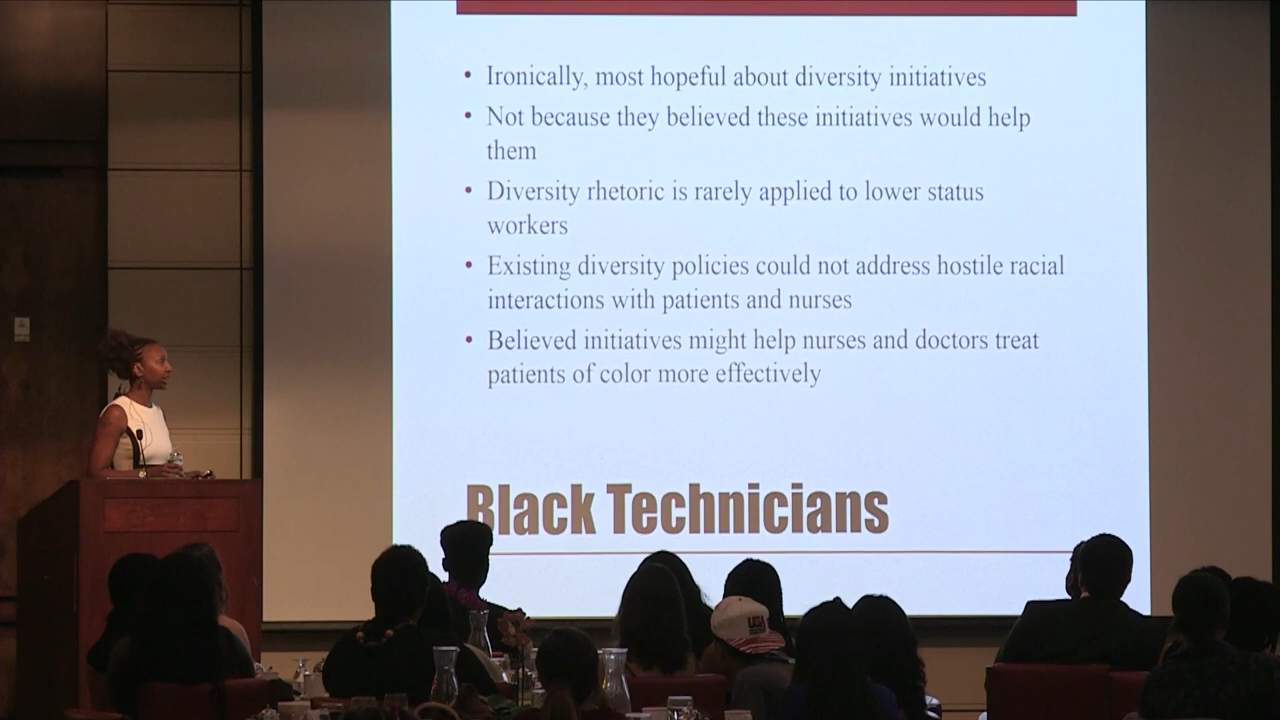 • Ironically, most hopeful about diversity initiatives
• Not because they believed these initiatives would help
them
• Diversity rhetoric is rarely applied to lower status
workers
• Existing diversity policies could not address hostile racial
interactions with patients and nurses
• Believed initiatives might help nurses and doctors treat
patients of color more effectively
Black Technicians
USA